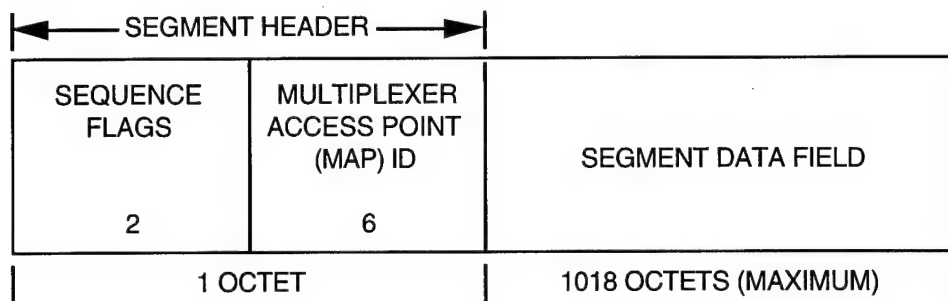 SEGMENT HEADER
SEQUENCE
FLAGS
2
MULTIPLEXER
ACCESS POINT
(MAP) ID
6
SEGMENT DATA FIELD
1 OCTET
1018 OCTETS (MAXIMUM)